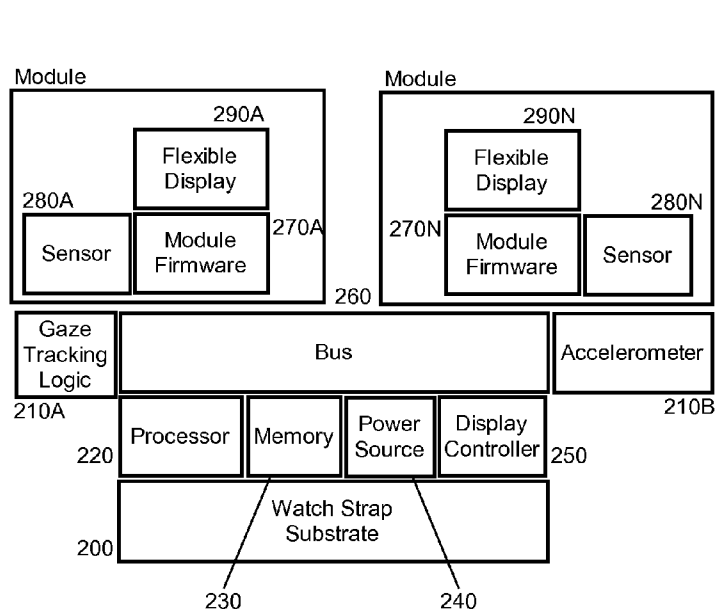 Module
Module
290A
290N
Flexible
Display
Flexible
Display
280A
280N
Sensor
Module
Firmware
270A
270N
Module
Firmware
Sensor
260
Gaze
Tracking
Logic
Bus
Accelerometer
210A
210B
220
Processor
Memory
Power
Source
Display
Controller
250
Watch Strap
Substrate
200
230
240